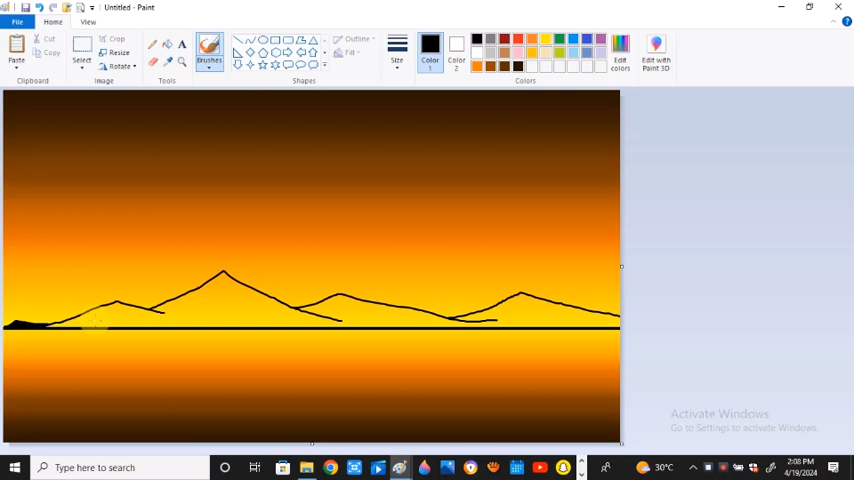 Untitled - Paint
File
Home
View
Paste
Cut
Copy
Clipboard
Select
Crop
Resize
Rotate
Image
A
Tools
Brushes
Outline
Fill
Shapes
Size
Color
1
Color
2
Edit
colors
Edit with
Paint 3D
Colors
Activate Windows
Go to Settings to activate Windows.
Type here to search
30°C
2:08 PM
4/19/2024